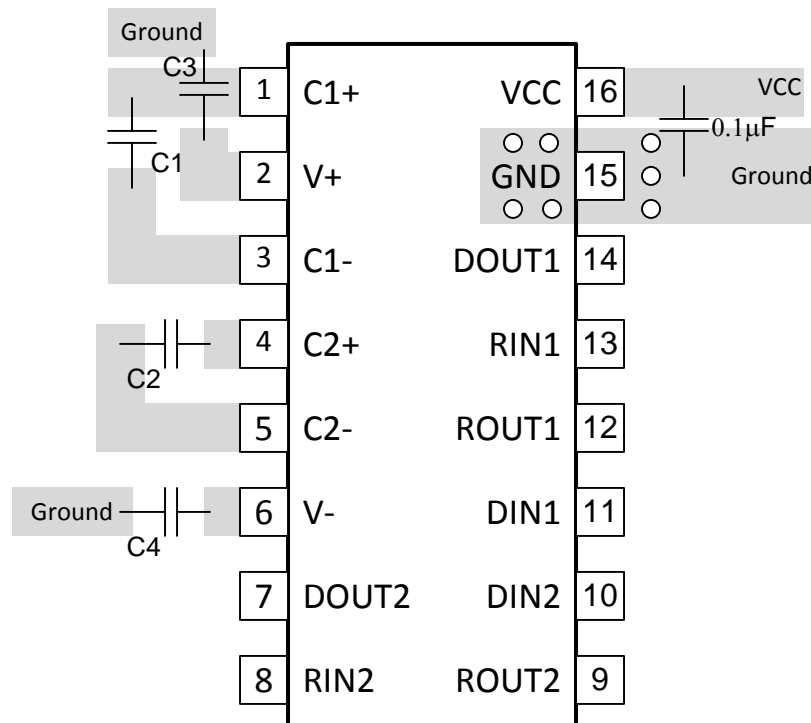 Ground
C3
1 C1+ VCC 16 VCC
C1
0.1µF
2 V+ GND 15 Ground
3 C1- DOUT1 14
4 C2+ RIN1 13
C2
5 C2- ROUT1 12
Ground 6 V- DIN1 11
C4
7 DOUT2 DIN2 10
8 RIN2 ROUT2 9